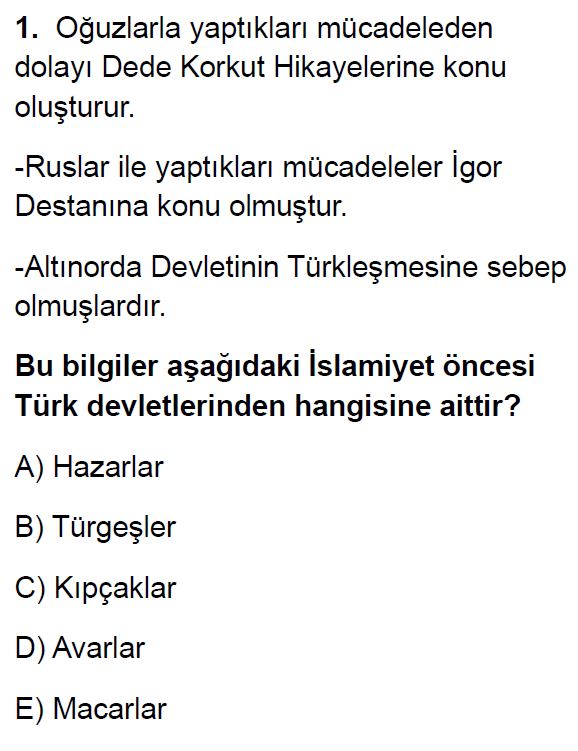 1. Oğuzlarla yaptıkları mücadeleden
dolayı Dede Korkut Hikayelerine konu
oluşturur.
-Ruslar ile yaptıkları mücadeleler İgor
Destanına konu olmuştur.
-Altınorda Devletinin Türkleşmesine sebep
olmuşlardır.
Bu bilgiler aşağıdaki İslamiyet öncesi
Türk devletlerinden hangisine aittir?
A) Hazarlar
B) Türgeşler
C) Kıpçaklar
D) Avarlar
E) Macarlar